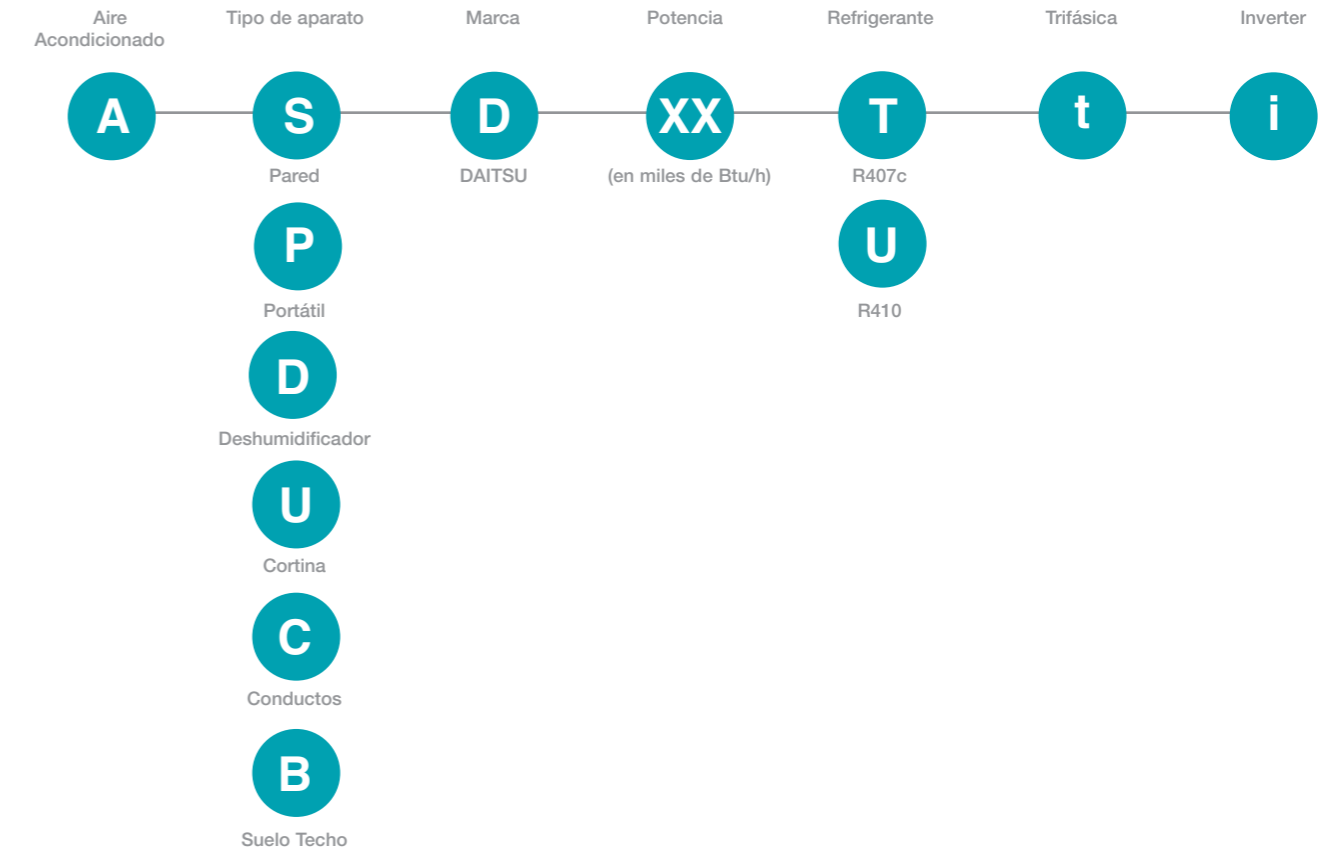 Aire
Acondicionado
Tipo de aparato
Marca
Potencia
Refrigerante
Trifásica
Inverter
A
S
D
XX
T
t
i
Pared
DAITSU
(en miles de Btu/h)
R407c
P
U
Portátil
R410
D
Deshumidificador
U
Cortina
C
Conductos
B
Suelo Techo